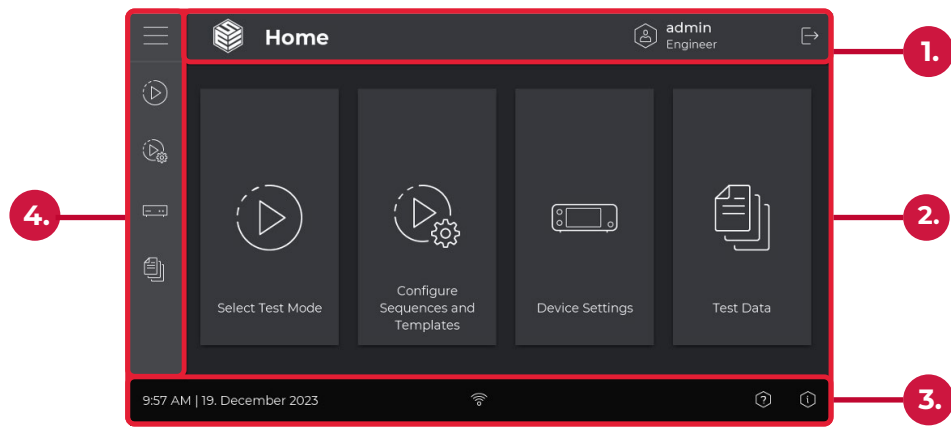 Home
admin
Engineer
1.
4.
2.
Select Test Mode
Configure
Sequences and
Templates
Device Settings
Test Data
9:57 AM | 19. December 2023
?
i
3.